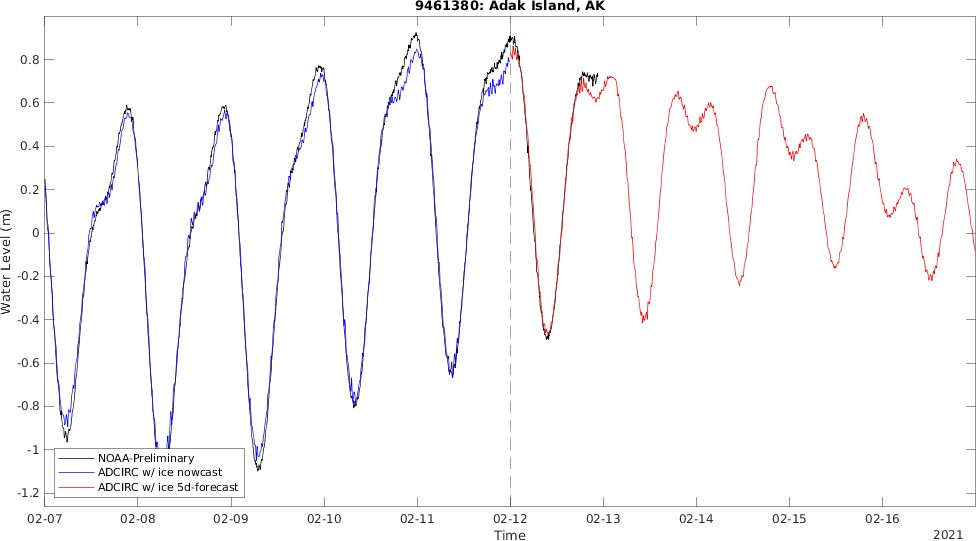 9461380: Adak Island, AK
Water Level (m)
0.8
0.6
0.4
0.2
0
-0.2
-0.4
-0.6
-0.8
-1
-1.2
NOAA-Preliminary
ADCIRC w/ ice nowcast
ADCIRC w/ ice 5d-forecast
02-07 02-08 02-09 02-10 02-11 02-12 02-13 02-14 02-15 02-16
Time
2021